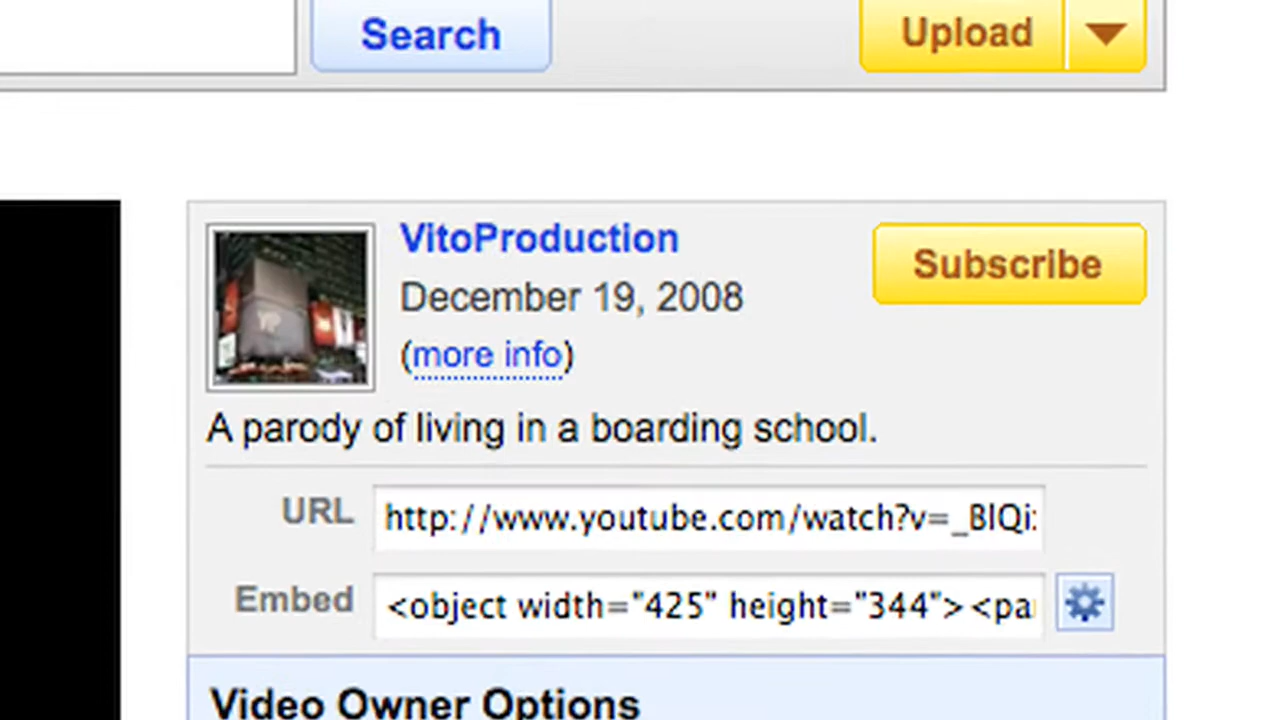 Search
Upload
VitoProduction
Subscribe
December 19, 2008
(more info)
A parody of living in a boarding school.
URL
http://www.youtube.com/watch?v=_BlQi
Embed
<object width="425" height="344"><pa
Video Owner Options